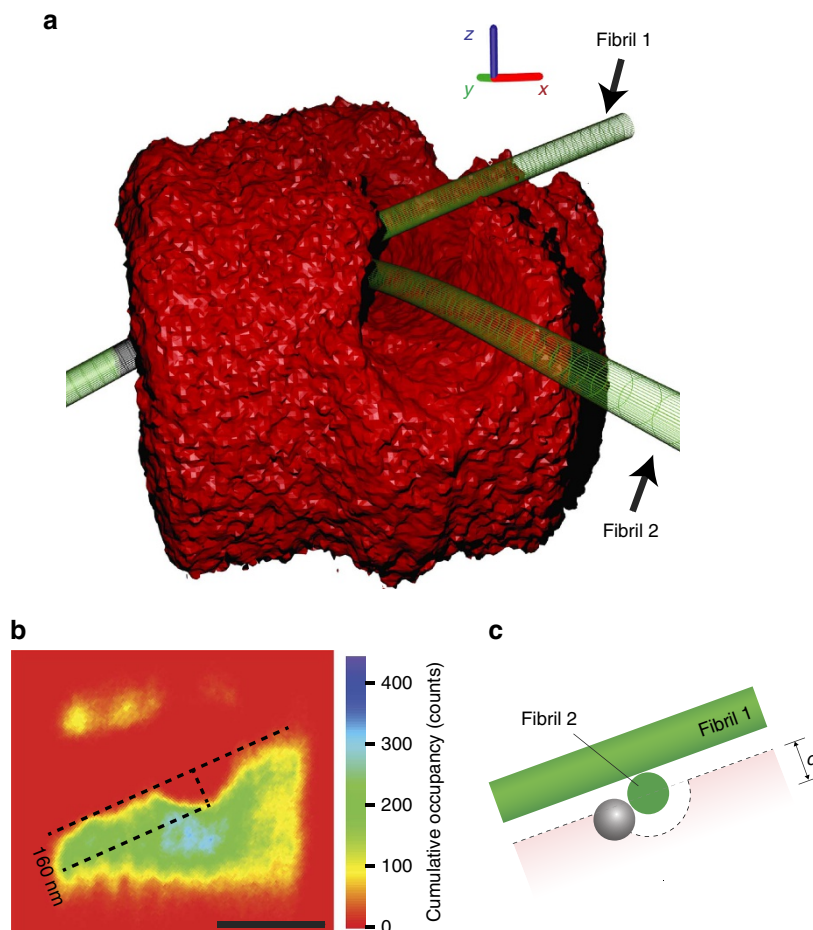 a
z
y
x
Fibril 1
Fibril 2
b
160 nm
400
300
200
100
0
Cumulative occupancy (counts)
c
Fibril 2
Fibril 1